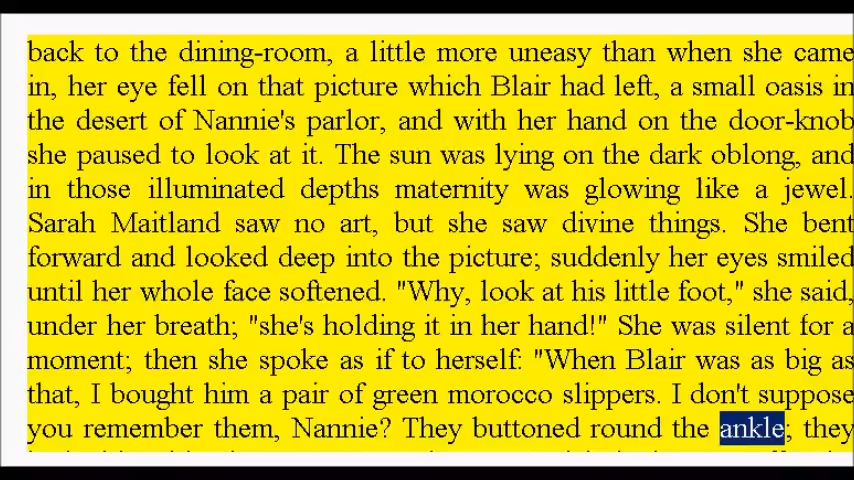 back to the dining-room, a little more uneasy than when she came
in, her eye fell on that picture which Blair had left, a small oasis in
the desert of Nannie's parlor, and with her hand on the door-knob
she paused to look at it. The sun was lying on the dark oblong, and
in those illuminated depths maternity was glowing like a jewel.
Sarah Maitland saw no art, but she saw divine things. She bent
forward and looked deep into the picture; suddenly her eyes smiled
until her whole face softened. "Why, look at his little foot," she said,
under her breath; "she's holding it in her hand!" She was silent for a
moment; then she spoke as if to herself: "When Blair was as big as
that, I bought him a pair of green morocco slippers. I don't suppose
you remember them, Nannie? They buttoned round the ankle; they